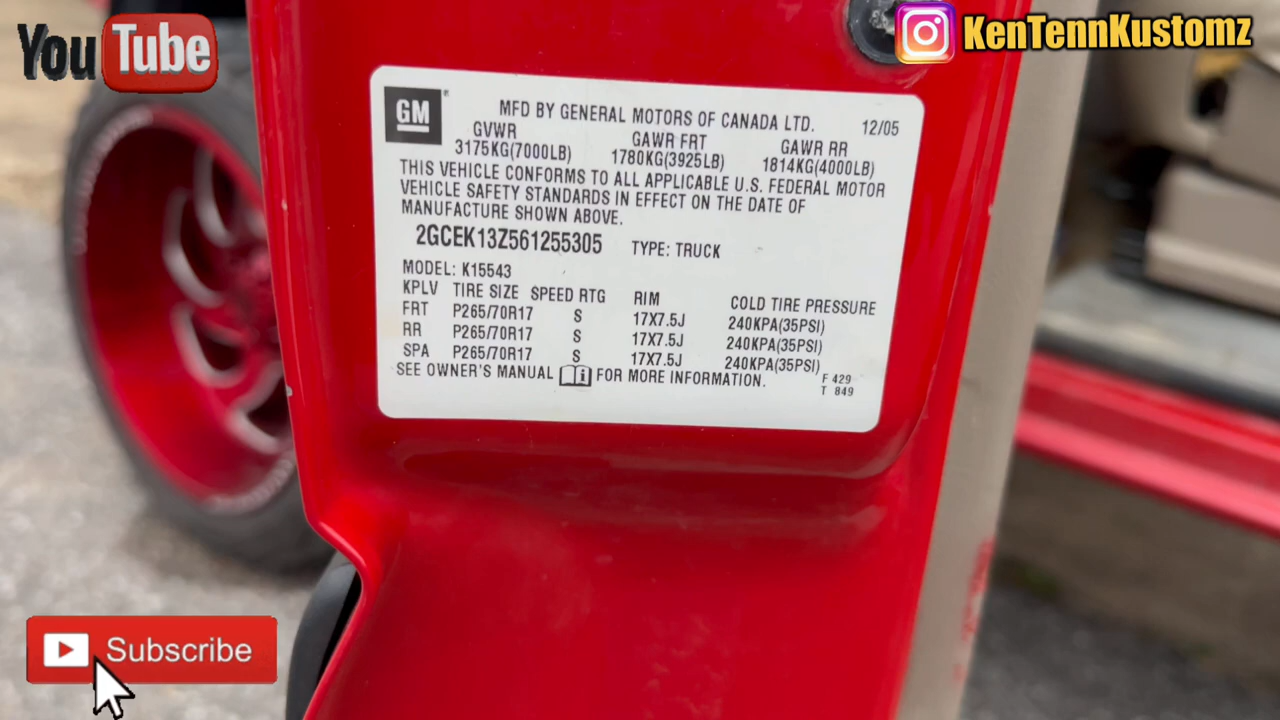 YouTube
KenTennKustomz
GM
MFD BY GENERAL MOTORS OF CANADA LTD. 12/05
GVWR GAWR FRT GAWR RR
3175KG(7000LB) 1780KG(3925LB) 1814KG(4000LB)
THIS VEHICLE CONFORMS TO ALL APPLICABLE U.S. FEDERAL MOTOR
VEHICLE SAFETY STANDARDS IN EFFECT ON THE DATE OF
MANUFACTURE SHOWN ABOVE.
2GCEK13Z561255305 TYPE: TRUCK
MODEL: K15543
KPLV TIRE SIZE SPEED RTG RIM COLD TIRE PRESSURE
FRT P265/70R17 S 17X7.5J 240KPA(35PSI)
RR P265/70R17 S 17X7.5J 240KPA(35PSI)
SPA P265/70R17 S 17X7.5J 240KPA(35PSI)
SEE OWNER'S MANUAL FOR MORE INFORMATION.
F 429
T 849
Subscribe